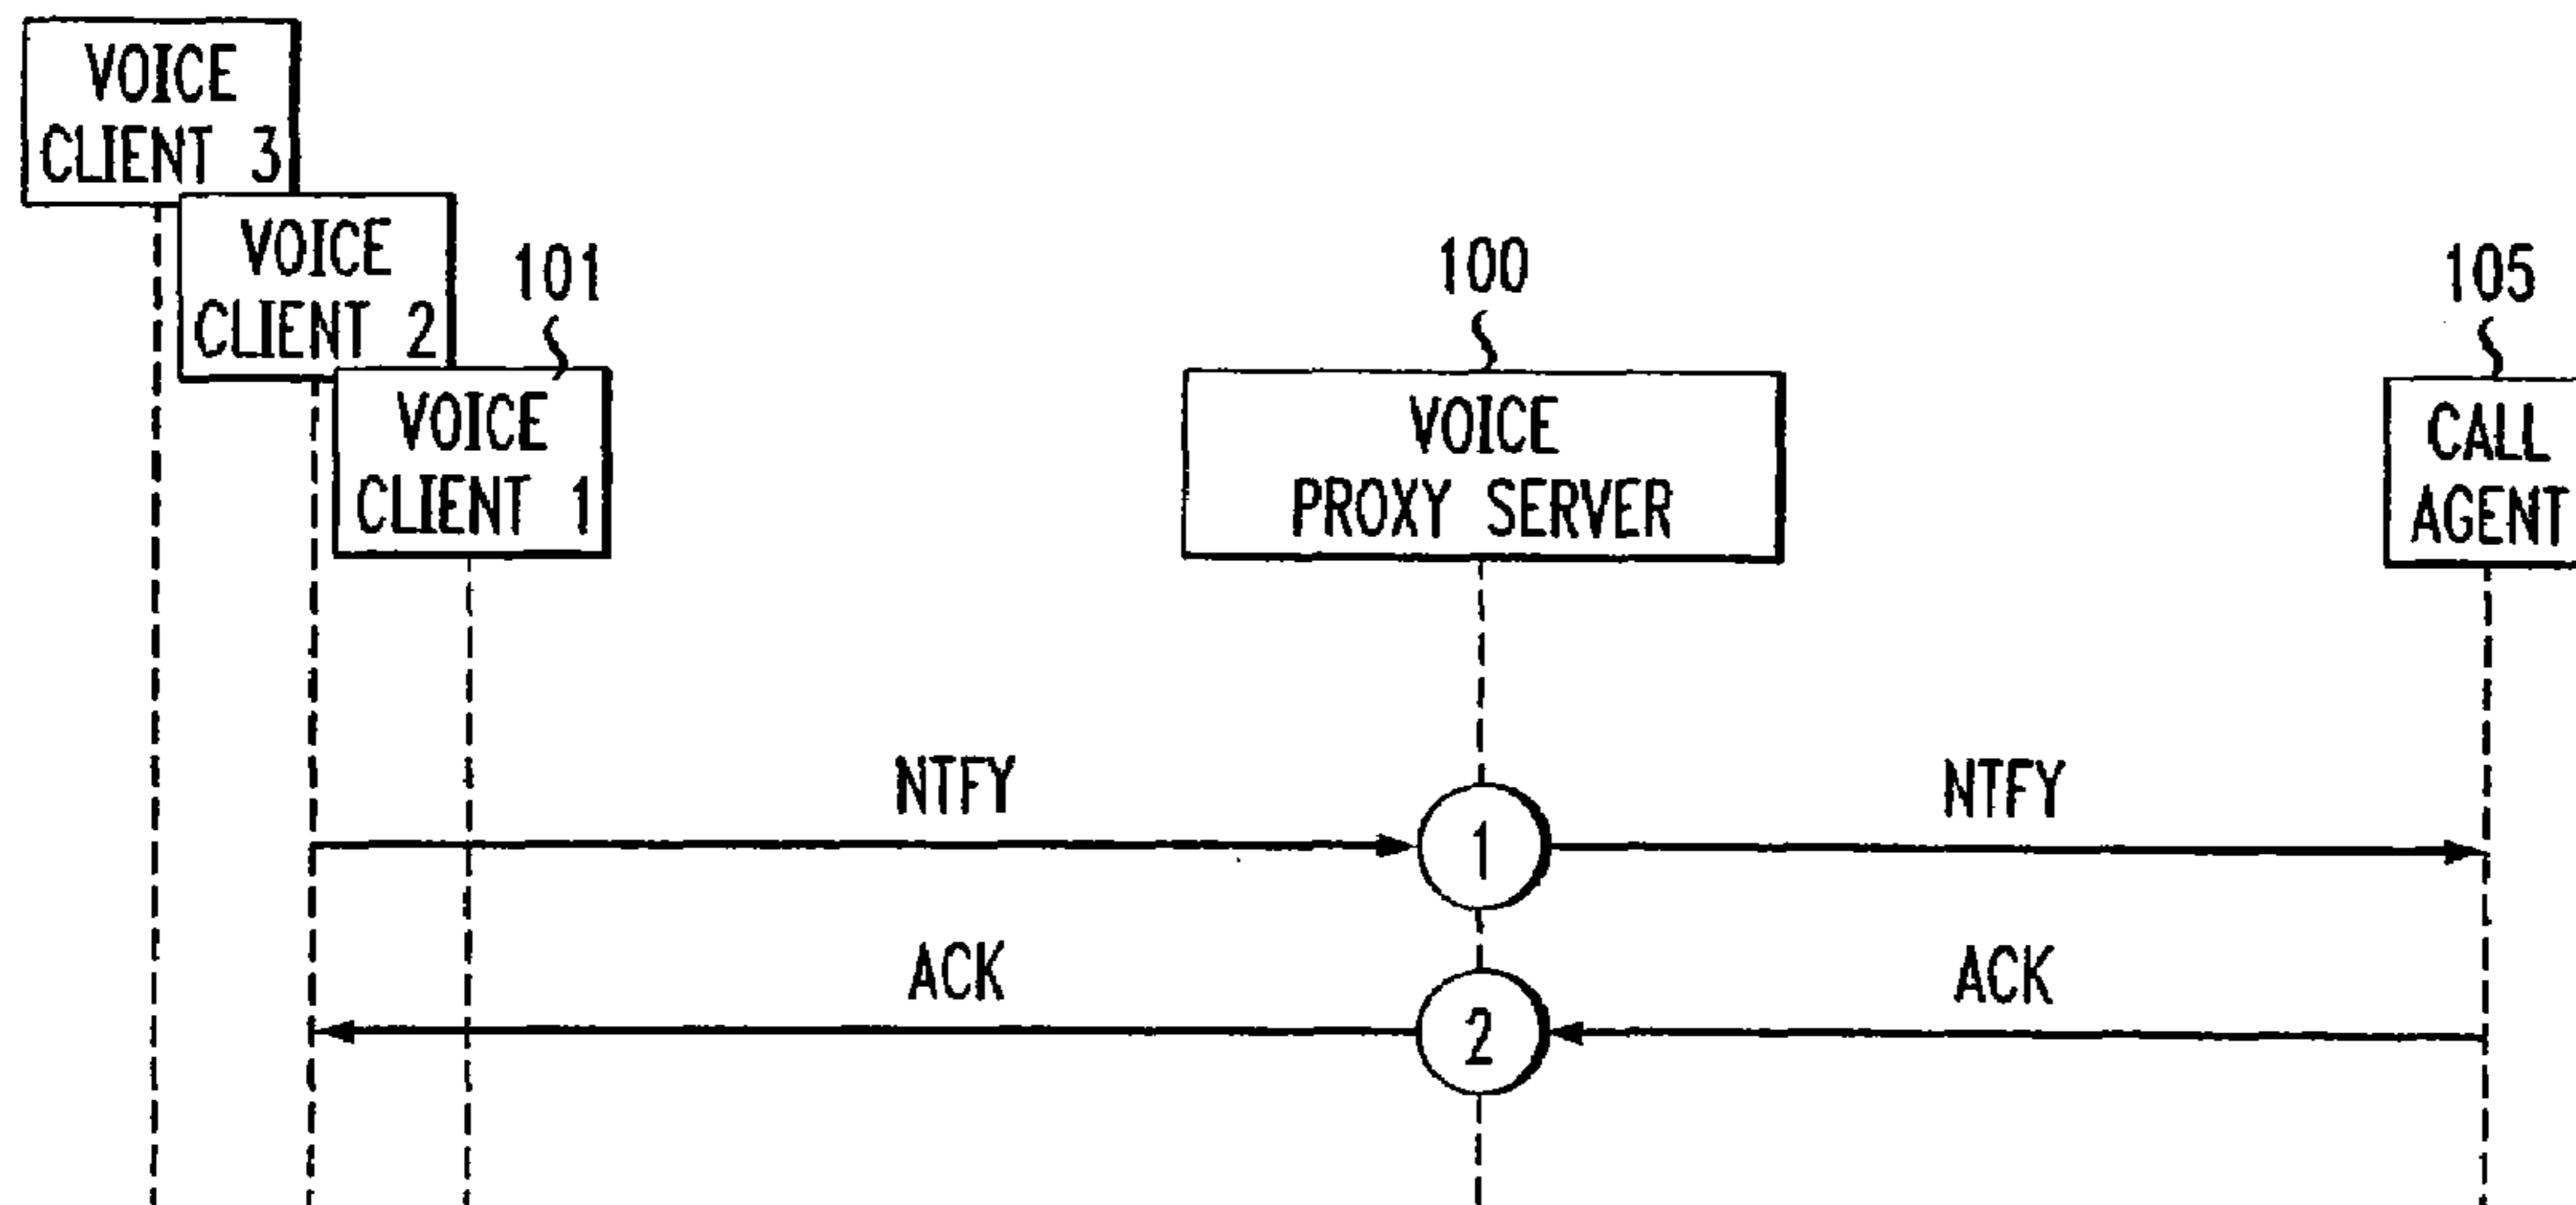 VOICE
CLIENT 3
VOICE
CLIENT 2
101
VOICE
CLIENT 1
100
VOICE
PROXY SERVER
105
CALL
AGENT
NTFY
1
NTFY
ACK
2
ACK